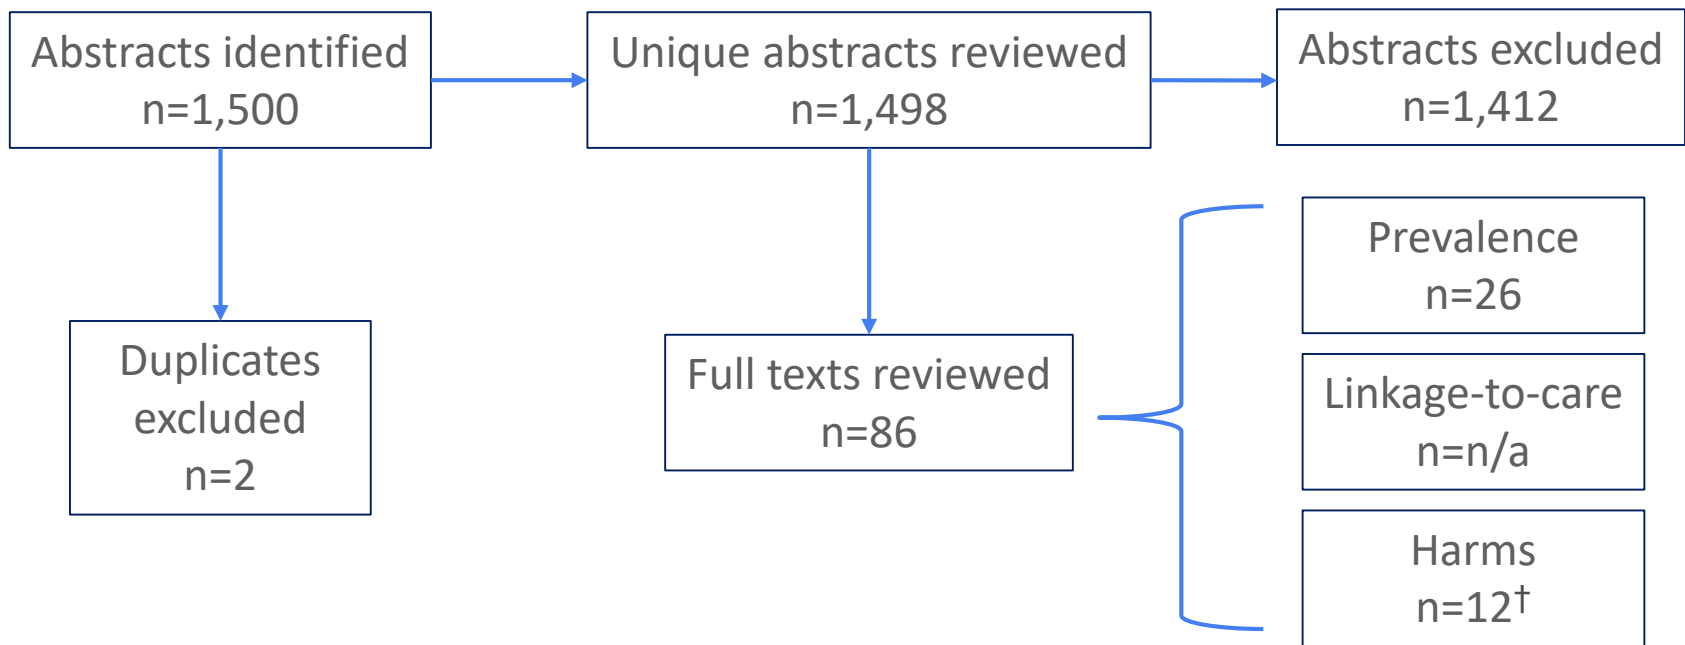 Abstracts identified
n=1,500
Unique abstracts reviewed
n=1,498
Abstracts excluded
n=1,412
Duplicates
excluded
n=2
Full texts reviewed
n=86
Prevalence
n=26
Linkage-to-care
n=n/a
Harms
n=12†